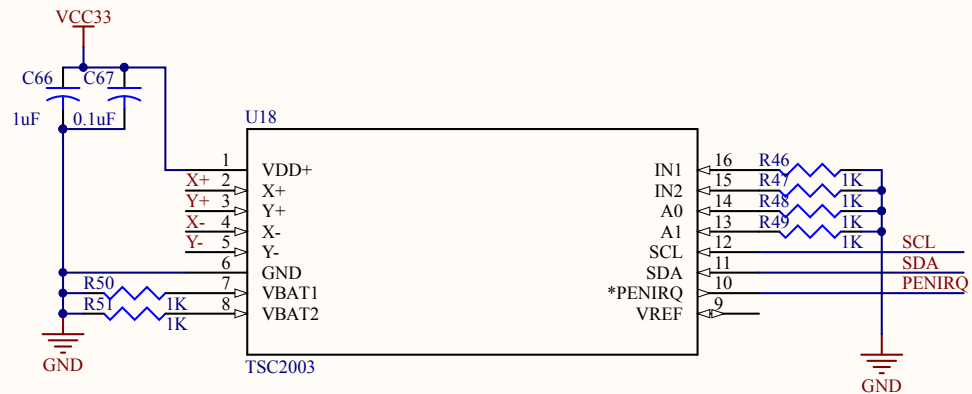 VCC33
C66
C67
1uF
0.1uF
U18
1
VDD+
IN1
16
R46
1K
X+
2
X+
IN2
15
R47
1K
Y+
3
Y+
A0
14
R48
1K
X-
4
X-
A1
13
R49
1K
Y-
5
Y-
SCL
12
SCL
6
GND
SDA
11
SDA
R50
1K
7
VBAT1
*PENIRQ
10
PENIRQ
R51
1K
8
VBAT2
VREF
9
GND
TSC2003
GND